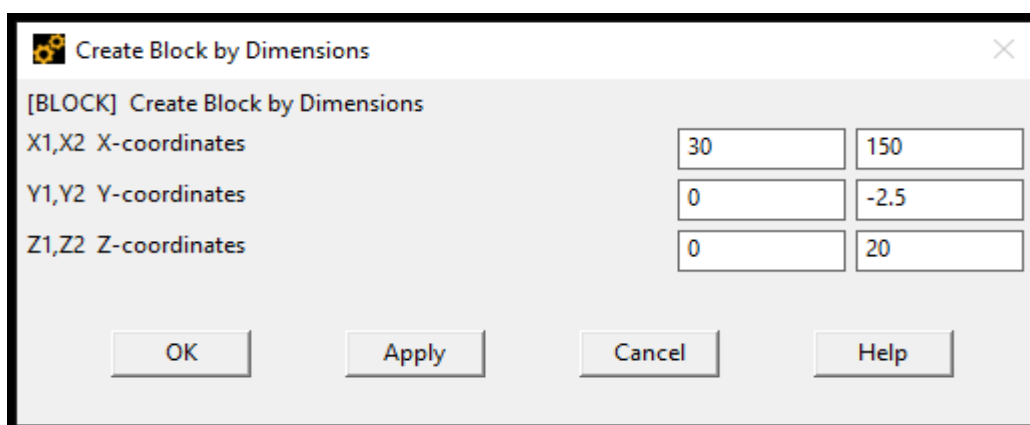 Create Block by Dimensions
[BLOCK] Create Block by Dimensions
X1,X2 X-coordinates 30 150
Y1,Y2 Y-coordinates 0 -2.5
Z1,Z2 Z-coordinates 0 20
OK Apply Cancel Help